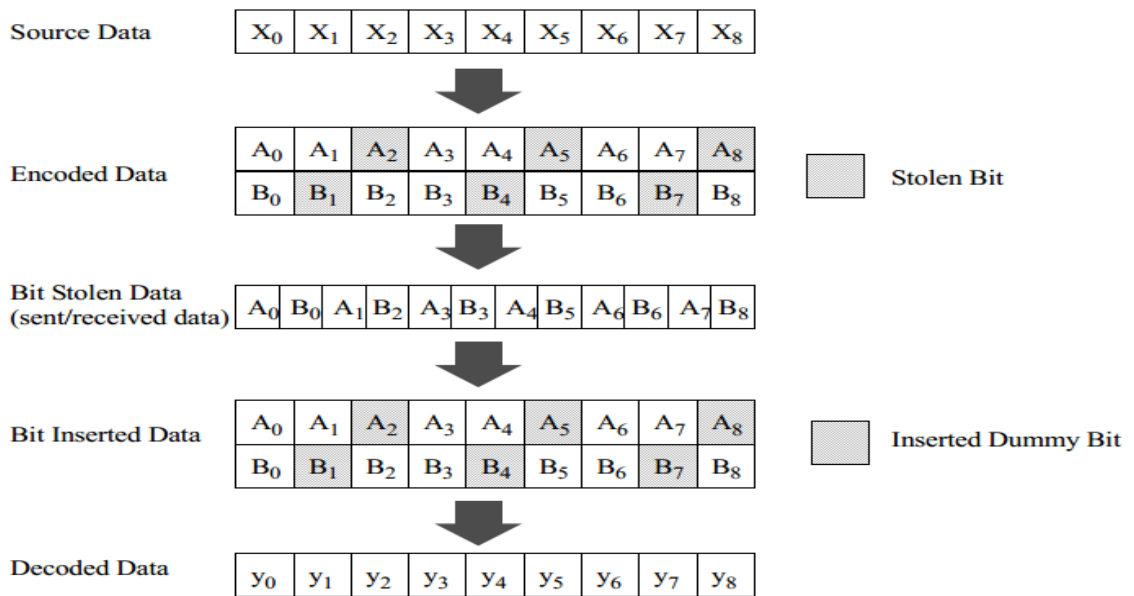 Source Data X₀ X₁ X₂ X₃ X₄ X₅ X₆ X₇ X₈
A₀ A₁ A₂ A₃ A₄ A₅ A₆ A₇ A₈
Encoded Data
Stolen Bit
B₀ B₁ B₂ B₃ B₄ B₅ B₆ B₇ B₈
Bit Stolen Data
(sent/received data)
A₀ B₀ A₁ B₂ A₃ B₃ A₄ B₅ A₆ B₆ A₇ B₈
A₀ A₁ A₂ A₃ A₄ A₅ A₆ A₇ A₈
Bit Inserted Data
Inserted Dummy Bit
B₀ B₁ B₂ B₃ B₄ B₅ B₆ B₇ B₈
Decoded Data y₀ y₁ y₂ y₃ y₄ y₅ y₆ y₇ y₈